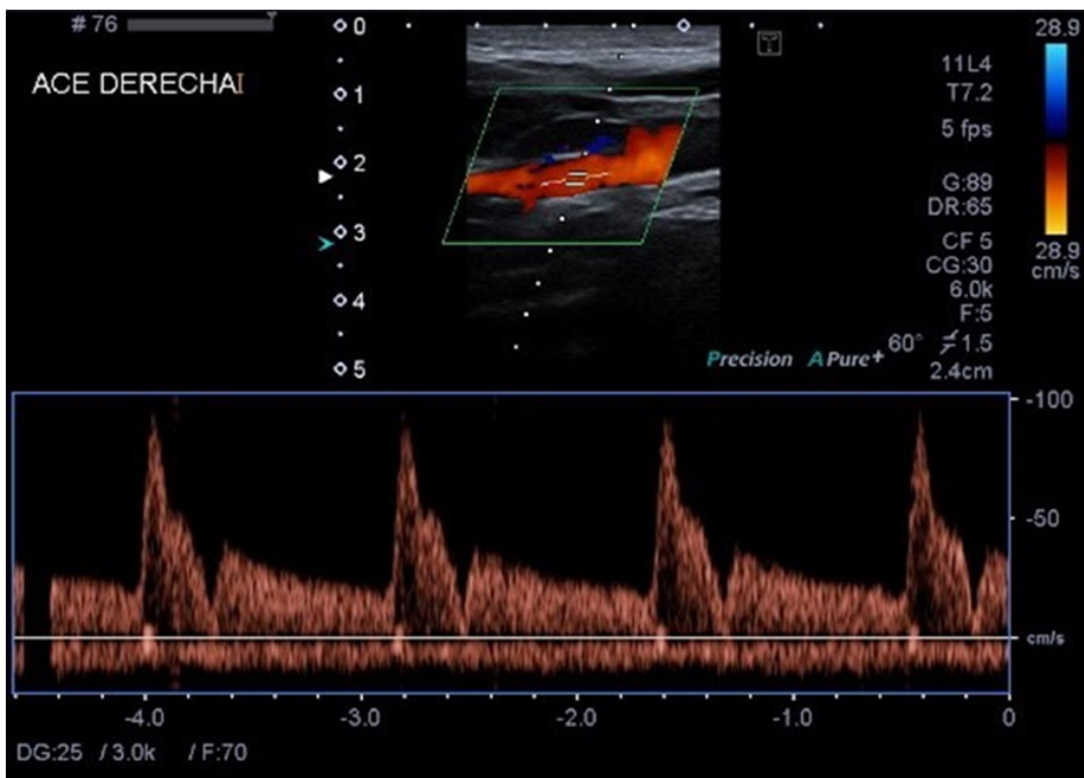 # 76
ACE DERECHA
0
1
2
3
4
5
28.9
28.9
cm/s
11L4
T7.2
5 fps
G:89
DR:65
CF 5
CG:30
6.0k
F:5
60° 1.5
2.4cm
Precision APure+
-100
-50
cm/s
-4.0 -3.0 -2.0 -1.0 0
DG:25 / 3.0k / F:70